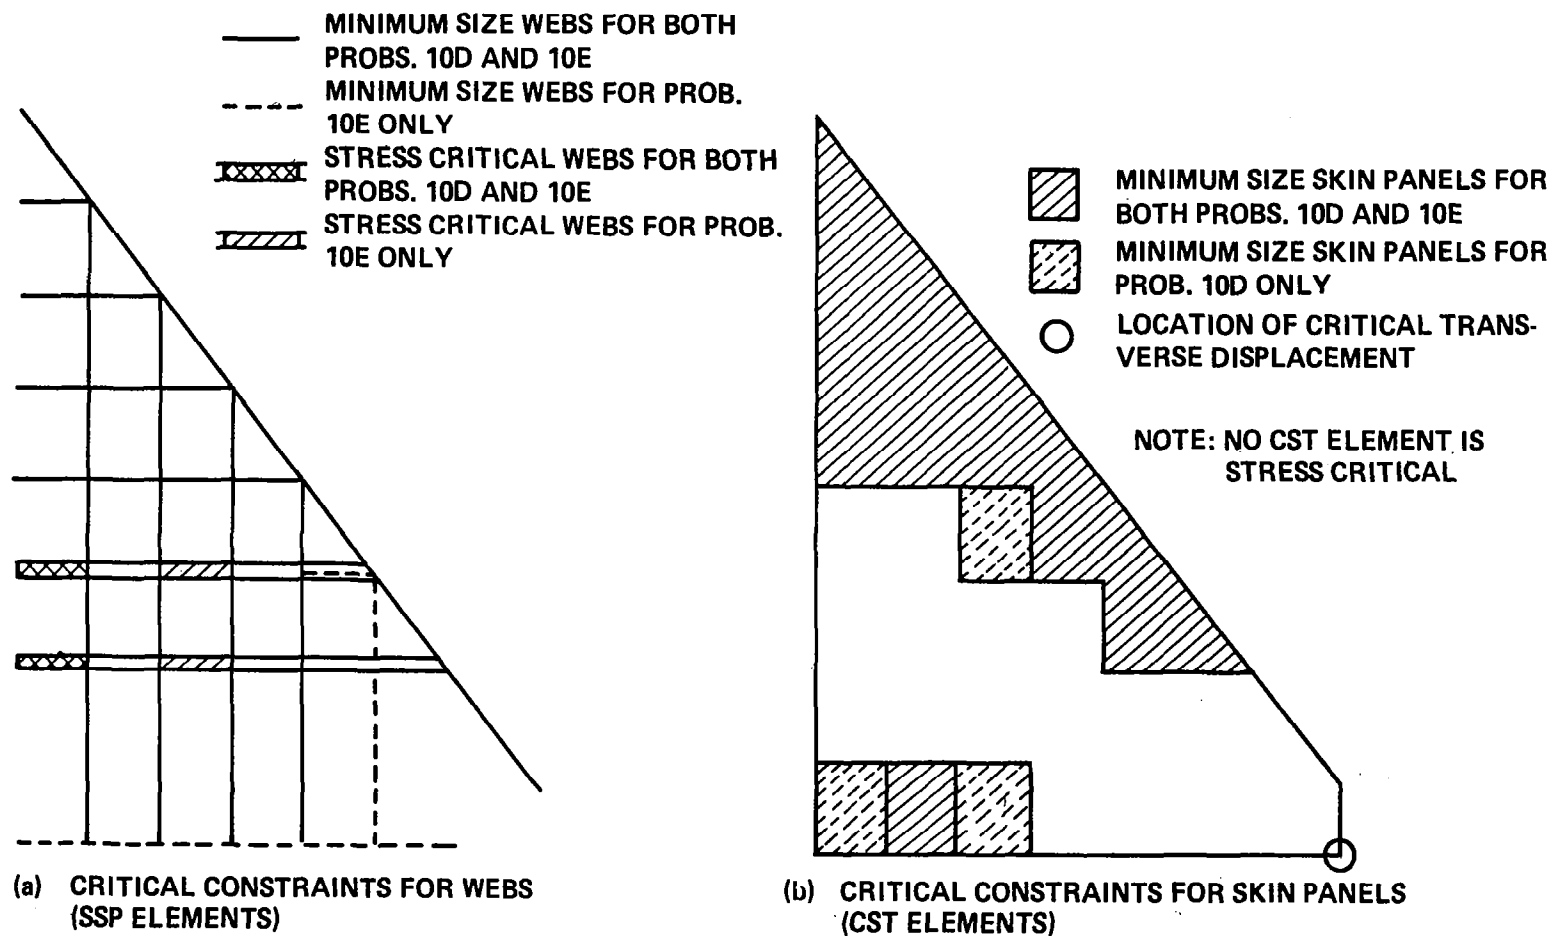 MINIMUM SIZE WEBS FOR BOTH
PROBS. 10D AND 10E
MINIMUM SIZE WEBS FOR PROB.
10E ONLY
STRESS CRITICAL WEBS FOR BOTH
PROBS. 10D AND 10E
STRESS CRITICAL WEBS FOR PROB.
10E ONLY
(a) CRITICAL CONSTRAINTS FOR WEBS
(SSP ELEMENTS)
MINIMUM SIZE SKIN PANELS FOR
BOTH PROBS. 10D AND 10E
MINIMUM SIZE SKIN PANELS FOR
PROB. 10D ONLY
LOCATION OF CRITICAL TRANS-
VERSE DISPLACEMENT
NOTE: NO CST ELEMENT IS
STRESS CRITICAL
(b) CRITICAL CONSTRAINTS FOR SKIN PANELS
(CST ELEMENTS)